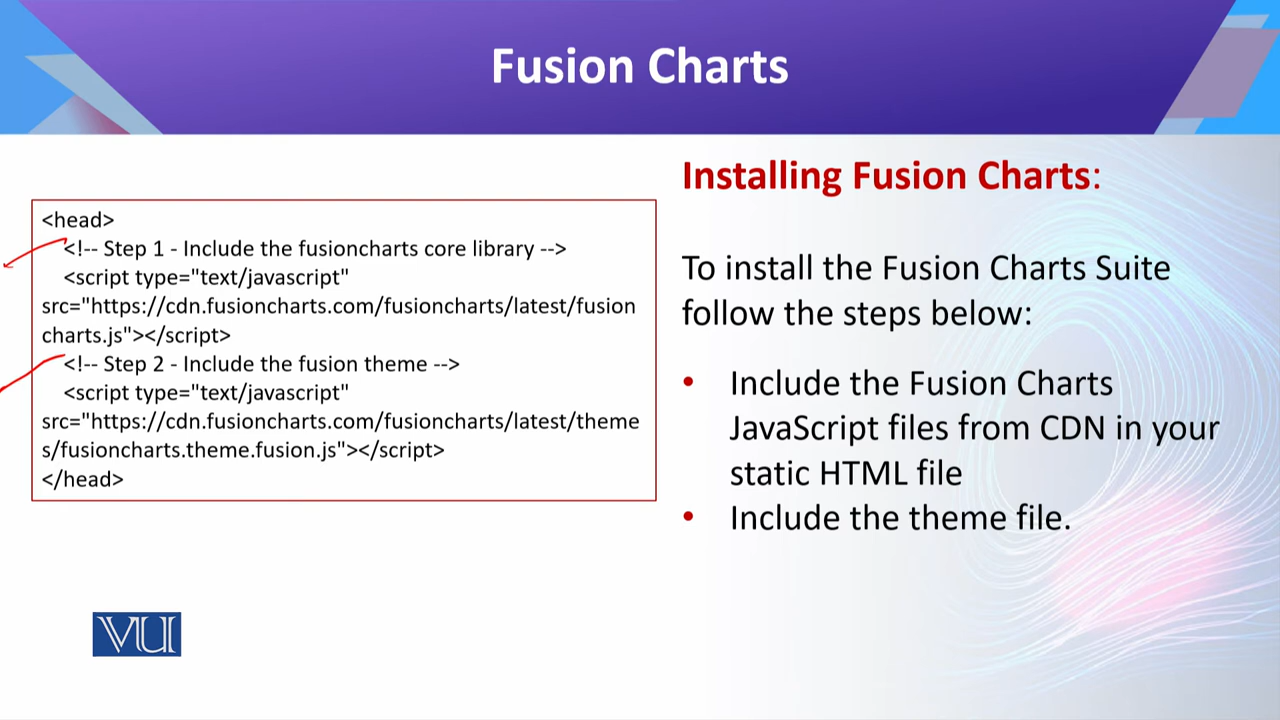 Fusion Charts
<head>
<!-- Step 1 - Include the fusioncharts core library -->
<script type="text/javascript"
src="https://cdn.fusioncharts.com/fusioncharts/latest/fusion
charts.js"></script>
<!-- Step 2 - Include the fusion theme -->
<script type="text/javascript"
src="https://cdn.fusioncharts.com/fusioncharts/latest/theme
s/fusioncharts.theme.fusion.js"></script>
</head>
Installing Fusion Charts:
To install the Fusion Charts Suite
follow the steps below:
• Include the Fusion Charts
JavaScript files from CDN in your
static HTML file
• Include the theme file.
VU